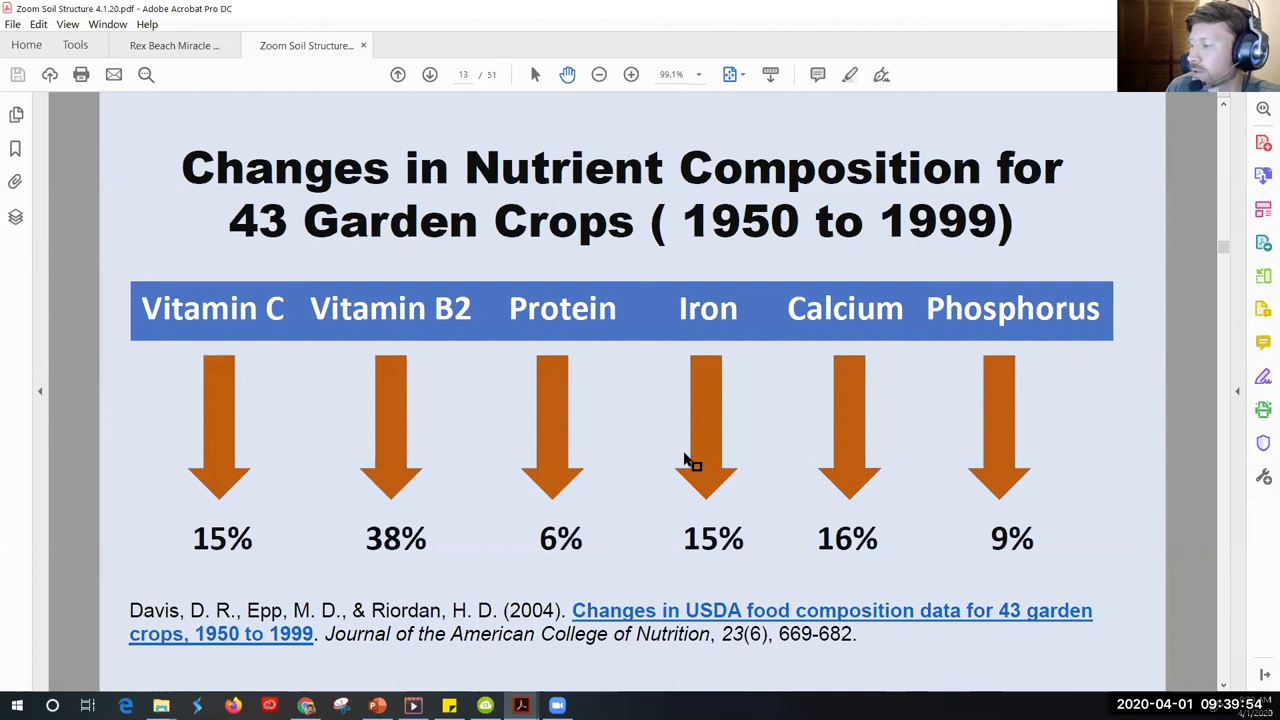 Zoom Soil Structure 4.1.20.pdf - Adobe Acrobat Pro DC
File Edit View Window Help
Home Tools Rex Beach Miracle ... Zoom Soil Structure... ×
13 / 51 99.1%
Changes in Nutrient Composition for
43 Garden Crops ( 1950 to 1999)
Vitamin C Vitamin B2 Protein Iron Calcium Phosphorus
15% 38% 6% 15% 16% 9%
Davis, D. R., Epp, M. D., & Riordan, H. D. (2004). Changes in USDA food composition data for 43 garden
crops, 1950 to 1999. Journal of the American College of Nutrition, 23(6), 669-682.
2020-04-01 09:39:54
4/1/2020